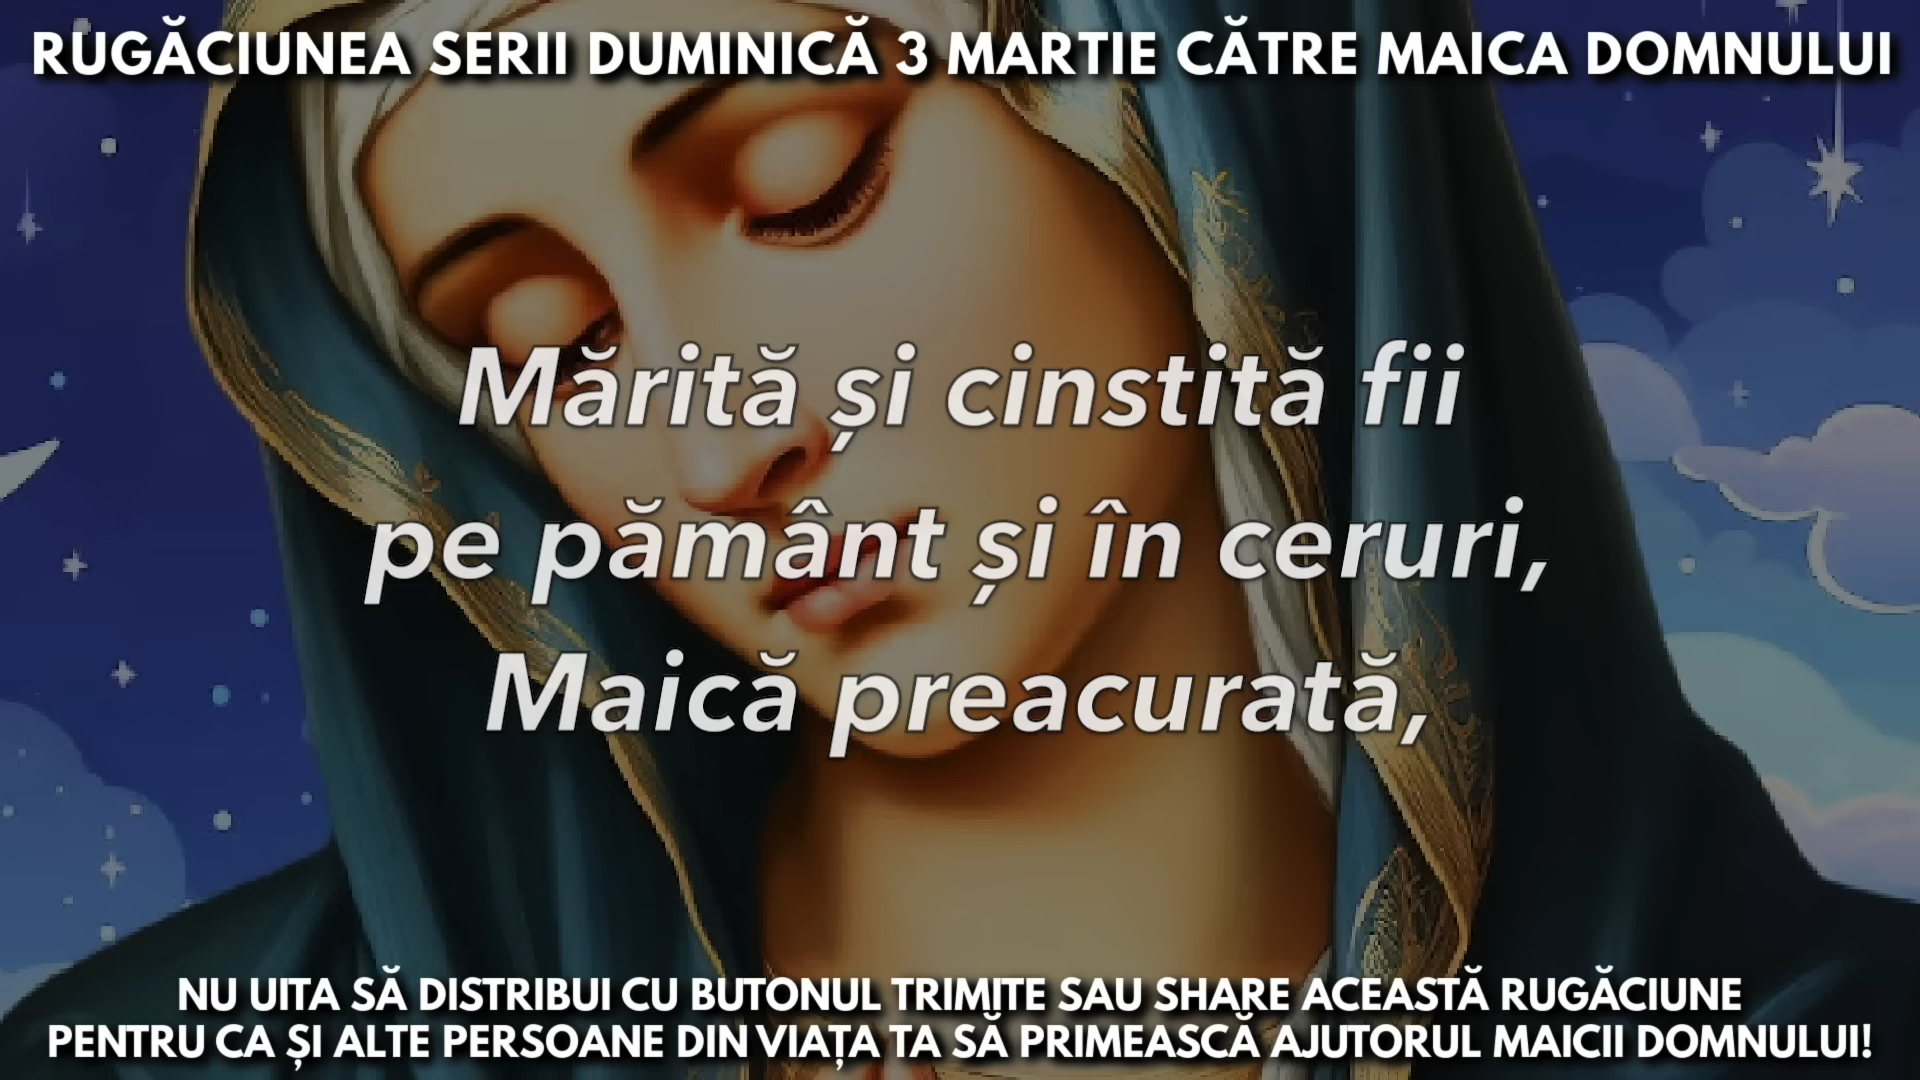 RUGĂCIUNEA SERII DUMINICĂ 3 MARTIE CĂTRE MAICA DOMNULUI
Mărită și cinstită fii
pe pământ și în ceruri,
Maică preacurată,
NU UITA SĂ DISTRIBUI CU BUTONUL TRIMITE SAU SHARE ACEASTĂ RUGĂCIUNE
PENTRU CA ȘI ALTE PERSOANE DIN VIAȚA TA SĂ PRIMEASCĂ AJUTORUL MAICII DOMNULUI!